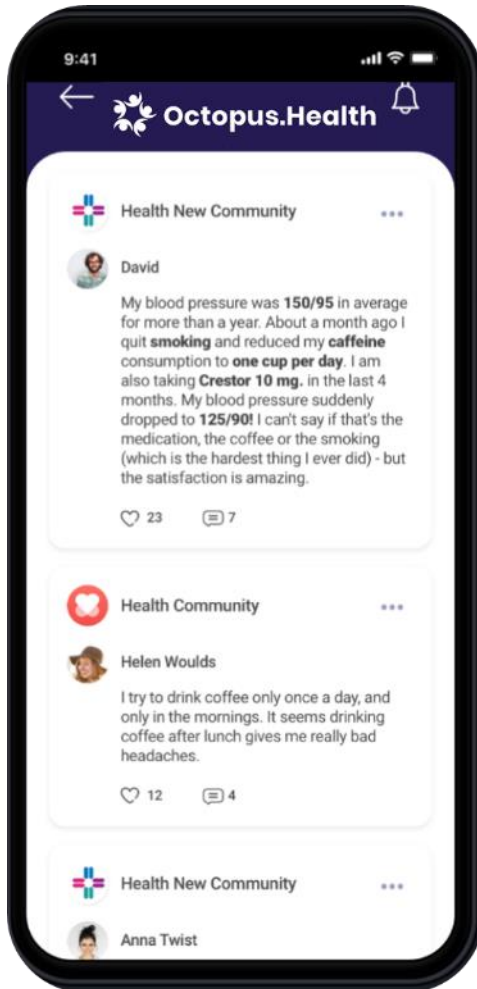 9:41
Octopus.Health
Health New Community
David
My blood pressure was 150/95 in average
for more than a year. About a month ago I
quit smoking and reduced my caffeine
consumption to one cup per day. I am
also taking Crestor 10 mg. in the last 4
months. My blood pressure suddenly
dropped to 125/90! I can't say if that's the
medication, the coffee or the smoking
(which is the hardest thing I ever did) - but
the satisfaction is amazing.
23 7
Health Community
Helen Woulds
I try to drink coffee only once a day, and
only in the mornings. It seems drinking
coffee after lunch gives me really bad
headaches.
12 4
Health New Community
Anna Twist